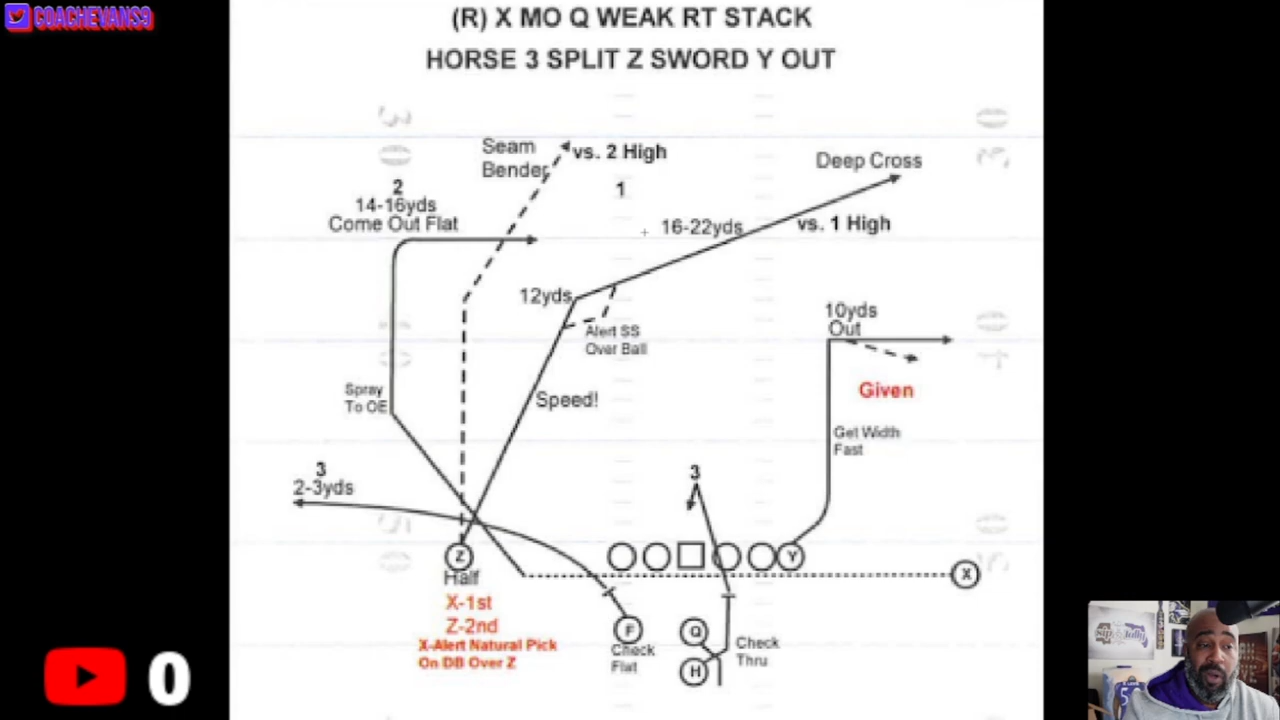 COACHEVANS9
(R) X MO Q WEAK RT STACK
HORSE 3 SPLIT Z SWORD Y OUT
Seam
Bender
vs. 2 High
Deep Cross
2
14-16yds
Come Out Flat
1
16-22yds
vs. 1 High
12yds
10yds
Out
Alert SS
Over Ball
Given
Spray
To OE
Speed!
Get Width
Fast
3
2-3yds
3
Z
Y
X
Half
X-1st
Z-2nd
X-Alert Natural Pick
On DB Over Z
F
Check
Flat
Q
H
Check
Thru
0